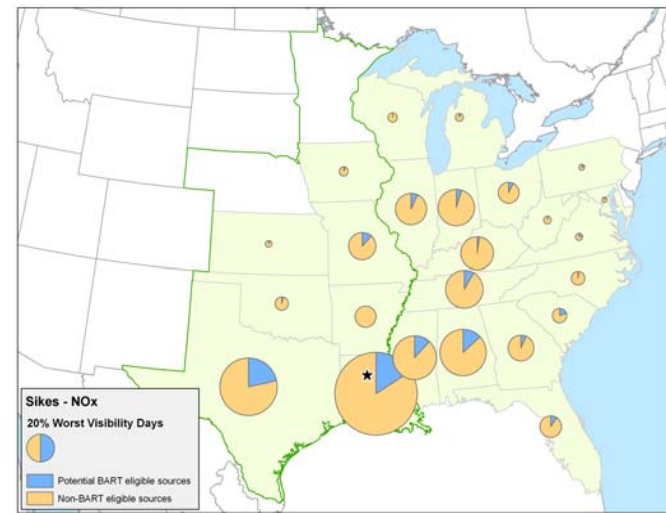 Sikes - NOx
20% Worst Visibility Days
Potential BART eligible sources
Non-BART eligible sources